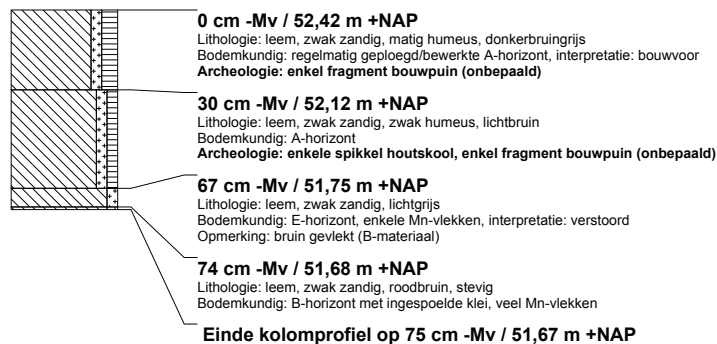 0 cm -Mv / 52,42 m +NAP
Lithologie: leem, zwak zandig, matig humeus, donkerbruingrijs
Bodemkundig: regelmatig geploegd/bewerkte A-horizont, interpretatie: bouwvoor
Archeologie: enkel fragment bouwpuin (onbepaald)
30 cm -Mv / 52,12 m +NAP
Lithologie: leem, zwak zandig, zwak humeus, lichtbruin
Bodemkundig: A-horizont
Archeologie: enkele spikkel houtskool, enkel fragment bouwpuin (onbepaald)
67 cm -Mv / 51,75 m +NAP
Lithologie: leem, zwak zandig, lichtgrijs
Bodemkundig: E-horizont, enkele Mn-vlekken, interpretatie: verstoord
Opmerking: bruin gevlekt (B-materiaal)
74 cm -Mv / 51,68 m +NAP
Lithologie: leem, zwak zandig, roodbruin, stevig
Bodemkundig: B-horizont met ingespoelde klei, veel Mn-vlekken
Einde kolomprofiel op 75 cm -Mv / 51,67 m +NAP